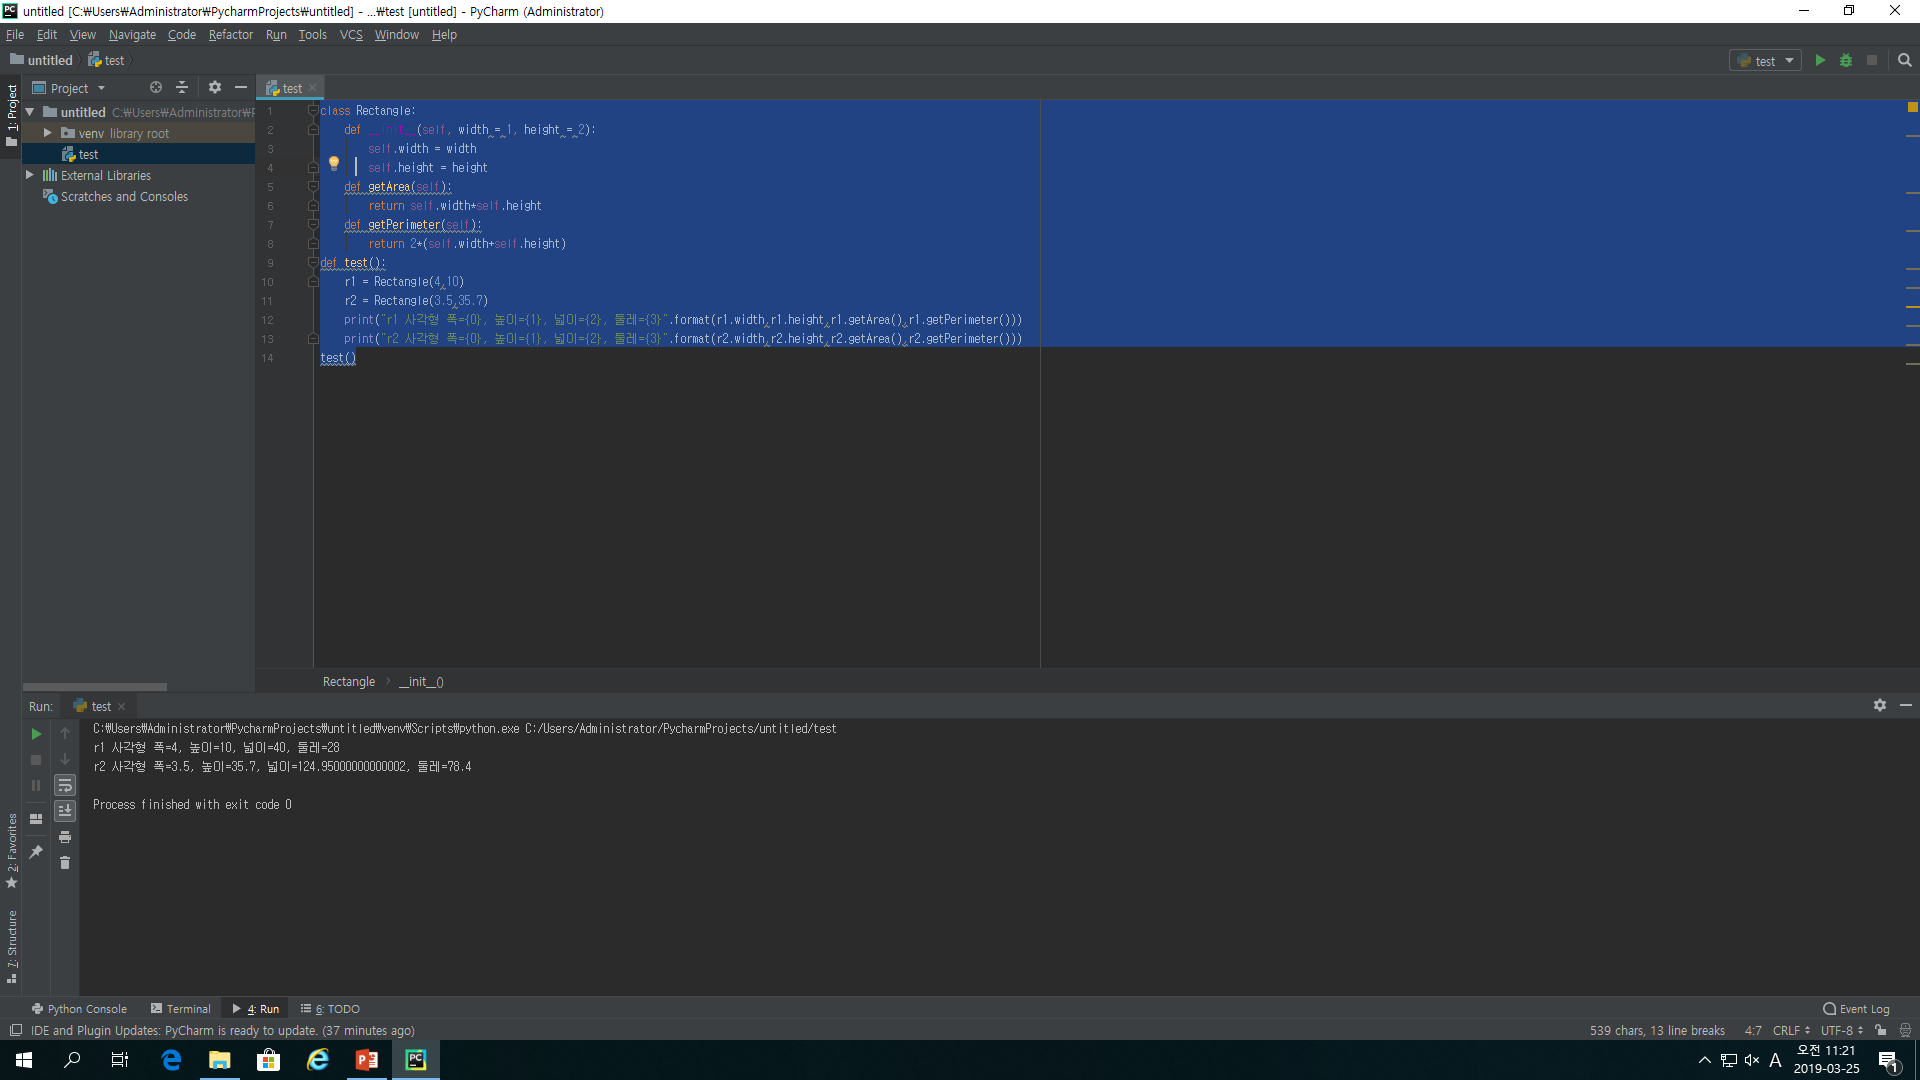 untitled [C:₩Users₩Administrator₩PycharmProjects₩untitled] - ...₩test [untitled] - PyCharm (Administrator)
File Edit View Navigate Code Refactor Run Tools VCS Window Help
untitled test
test
1: Project
Project
untitled C:₩Users₩Administrator₩P
venv library root
test
External Libraries
Scratches and Consoles
test
1 class Rectangle:
2 def __init__(self, width = 1, height = 2):
3 self.width = width
4 self.height = height
5 def getArea(self):
6 return self.width*self.height
7 def getPerimeter(self):
8 return 2*(self.width+self.height)
9 def test():
10 r1 = Rectangle(4,10)
11 r2 = Rectangle(3.5,35.7)
12 print("r1 사각형 폭={0}, 높이={1}, 넓이={2}, 둘레={3}".format(r1.width,r1.height,r1.getArea(),r1.getPerimeter()))
13 print("r2 사각형 폭={0}, 높이={1}, 넓이={2}, 둘레={3}".format(r2.width,r2.height,r2.getArea(),r2.getPerimeter()))
14 test()
Rectangle __init__()
Run: test
C:₩Users₩Administrator₩PycharmProjects₩untitled₩venv₩Scripts₩python.exe C:/Users/Administrator/PycharmProjects/untitled/test
r1 사각형 폭=4, 높이=10, 넓이=40, 둘레=28
r2 사각형 폭=3.5, 높이=35.7, 넓이=124.95000000000002, 둘레=78.4
Process finished with exit code 0
2: Favorites
7: Structure
Python Console Terminal 4: Run 6: TODO Event Log
IDE and Plugin Updates: PyCharm is ready to update. (37 minutes ago) 539 chars, 13 line breaks 4:7 CRLF UTF-8
A 오전 11:21
2019-03-25 1